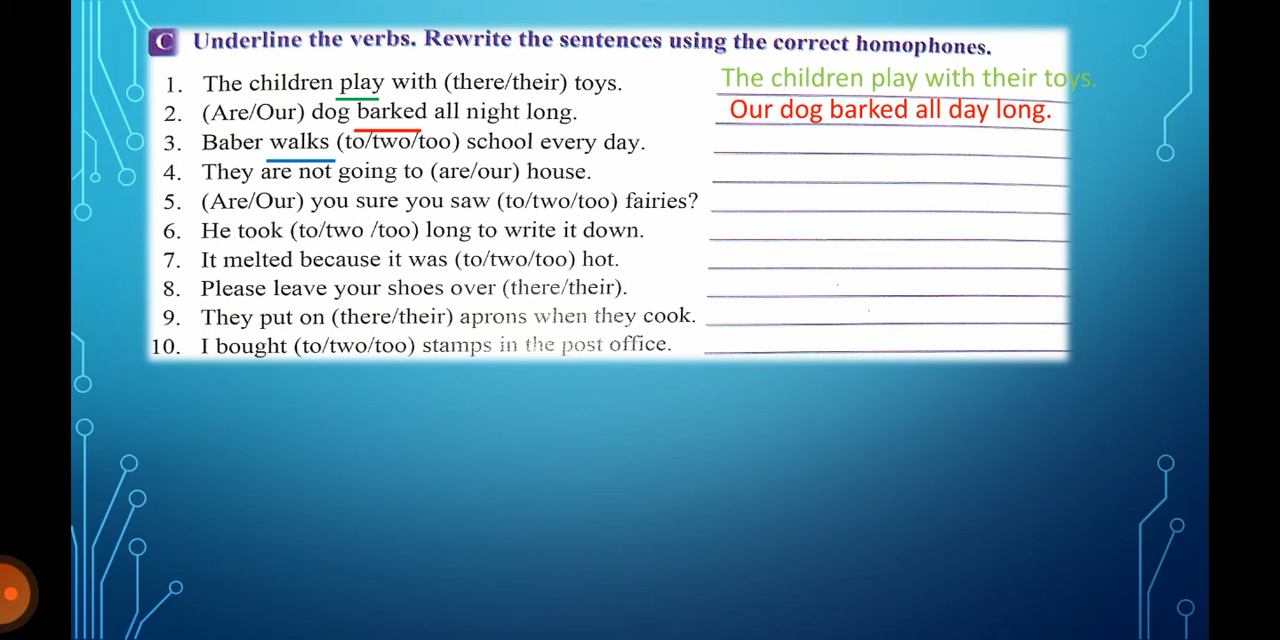 C Underline the verbs. Rewrite the sentences using the correct homophones.
1. The children play with (there/their) toys. The children play with their toys.
2. (Are/Our) dog barked all night long. Our dog barked all day long.
3. Baber walks (to/two/too) school every day.
4. They are not going to (are/our) house.
5. (Are/Our) you sure you saw (to/two/too) fairies?
6. He took (to/two /too) long to write it down.
7. It melted because it was (to/two/too) hot.
8. Please leave your shoes over (there/their).
9. They put on (there/their) aprons when they cook.
10. I bought (to/two/too) stamps in the post office.